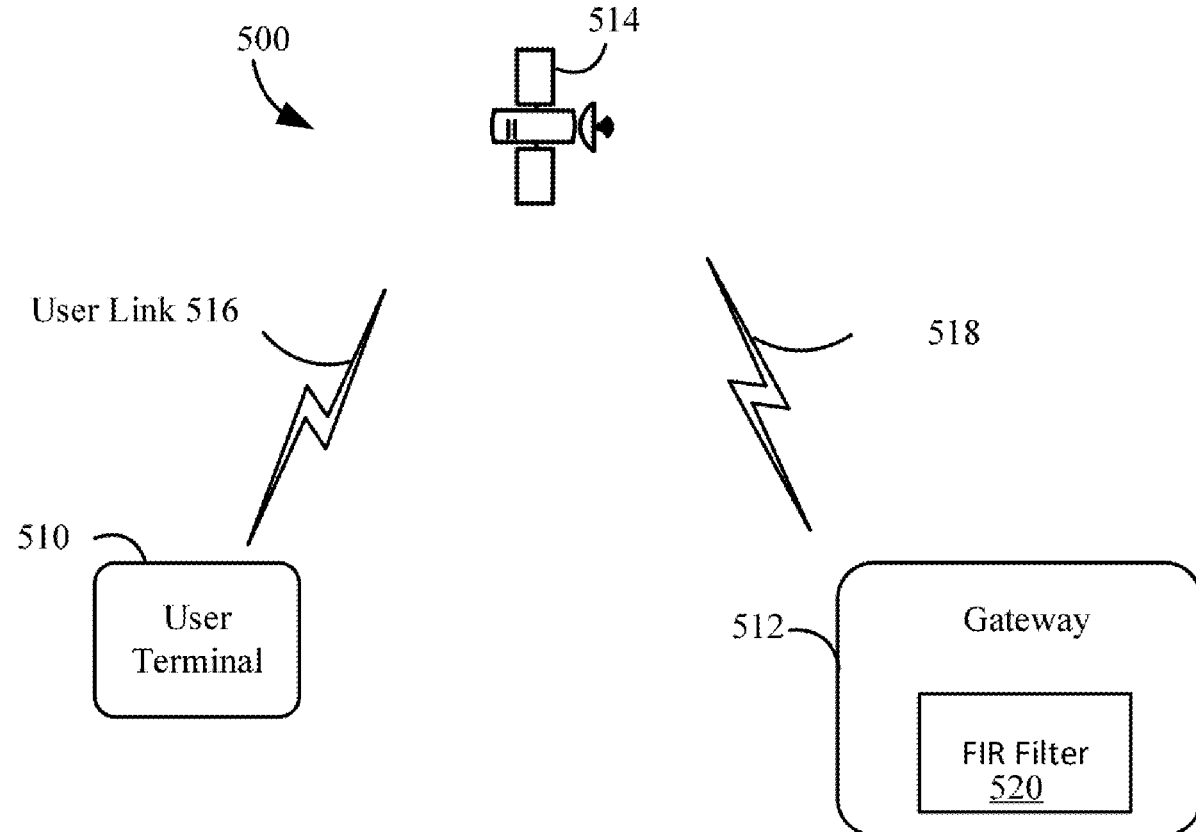 500
514
User Link 516
518
510
User
Terminal
512
Gateway
FIR Filter
520